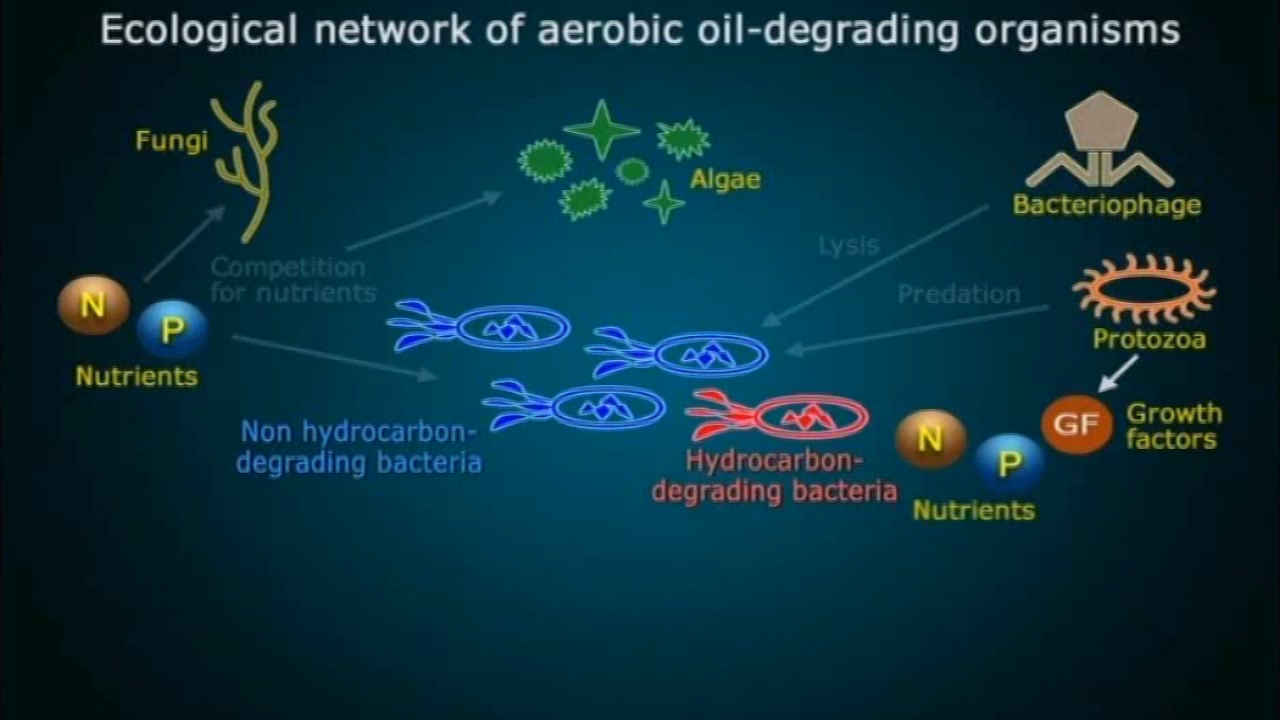 Ecological network of aerobic oil-degrading organisms
Fungi
Algae
Bacteriophage
Competition
for nutrients
Lysis
Predation
N
P
Nutrients
Protozoa
Non hydrocarbon-
degrading bacteria
Hydrocarbon-
degrading bacteria
N
P
Nutrients
GF
Growth
factors